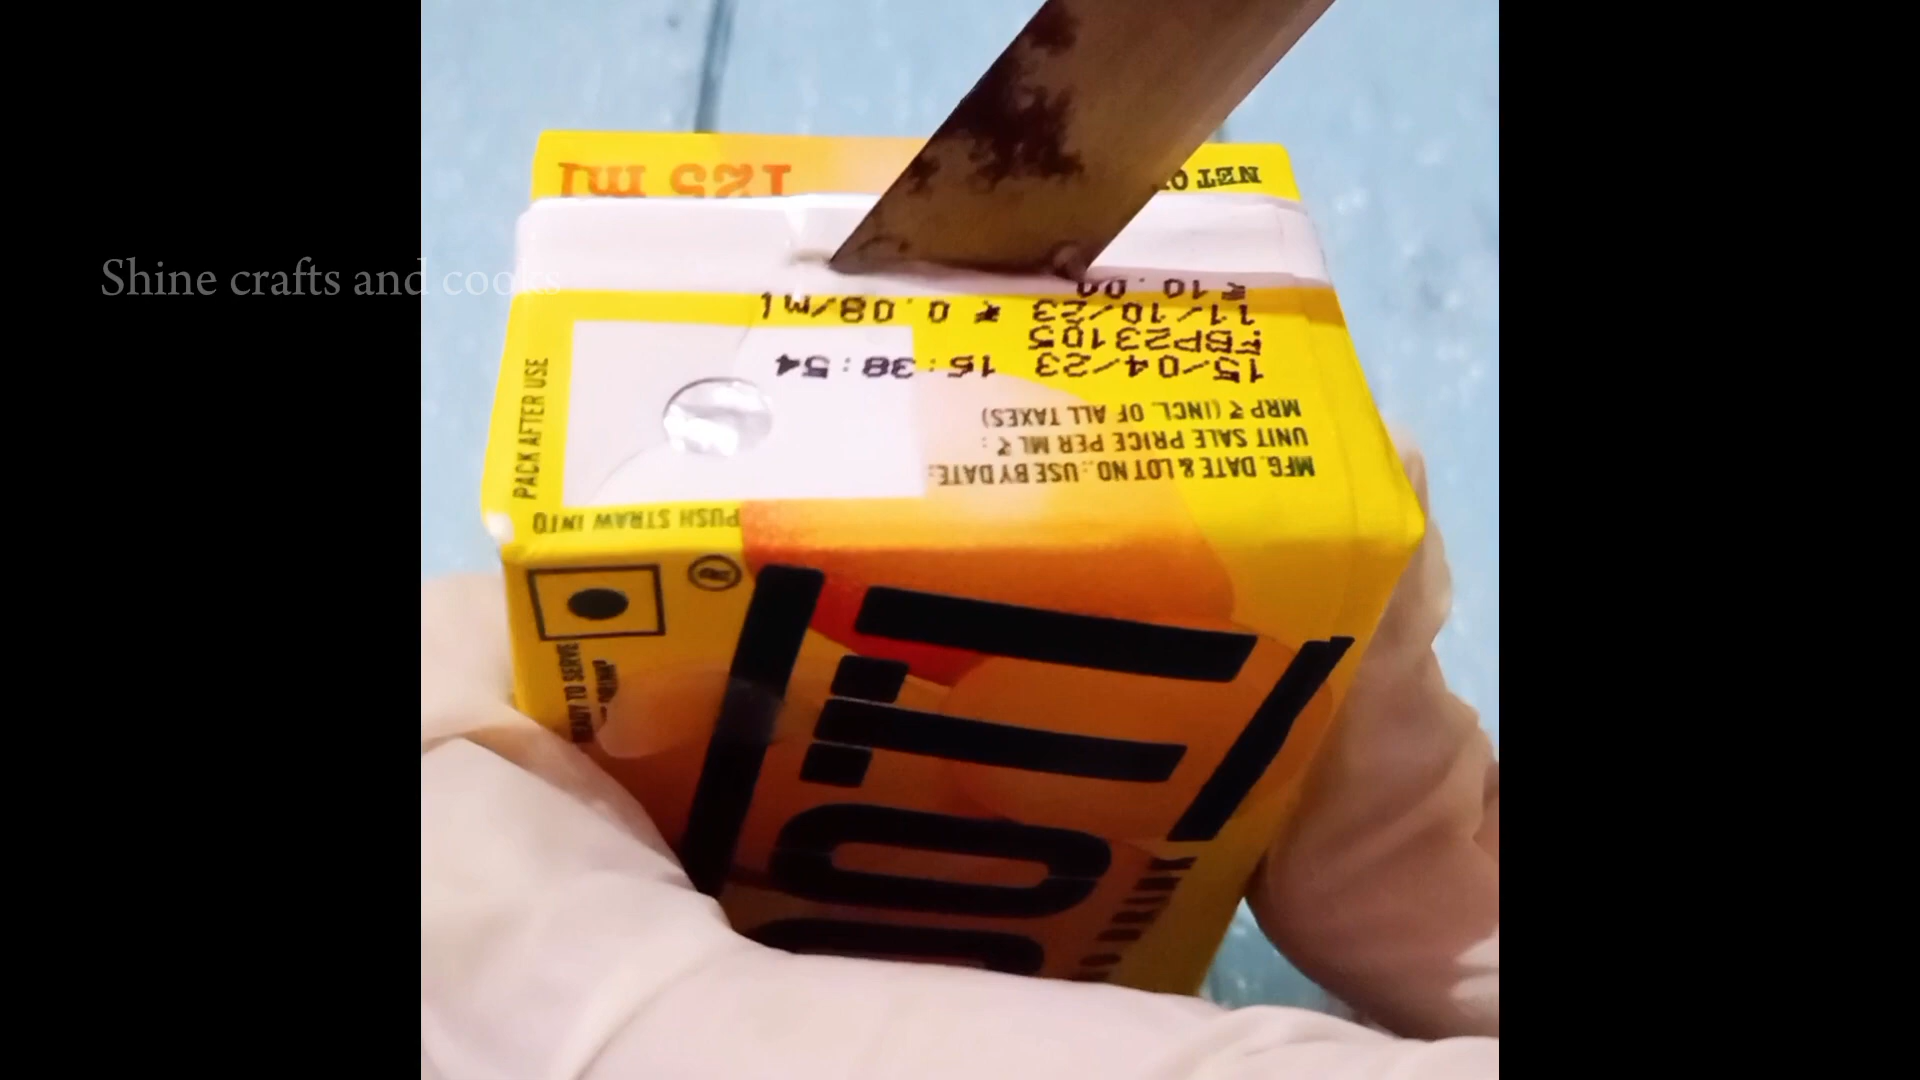 Shine crafts and cooks
125 ml
NET
₹ 10.00
11/10/23 ₹ 0.08/ml
FBP23105
15/04/23 15:38:54
MRP ₹ (INCL. OF ALL TAXES)
UNIT SALE PRICE PER ML ₹ :
MFG. DATE & LOT NO.: USE BY DATE:
PACK AFTER USE
PUSH STRAW INTO
®
READY TO SERVE
DRINK
DRINK